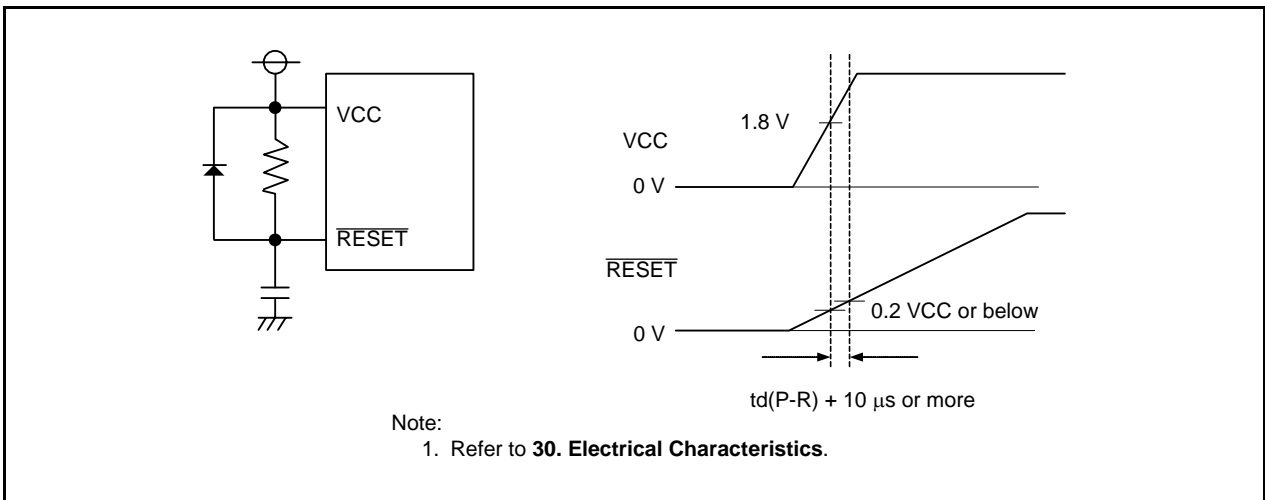 VCC
RESET
1.8 V
VCC
0 V
RESET
0.2 VCC or below
0 V
td(P-R) + 10 μs or more
Note:
1. Refer to 30. Electrical Characteristics.